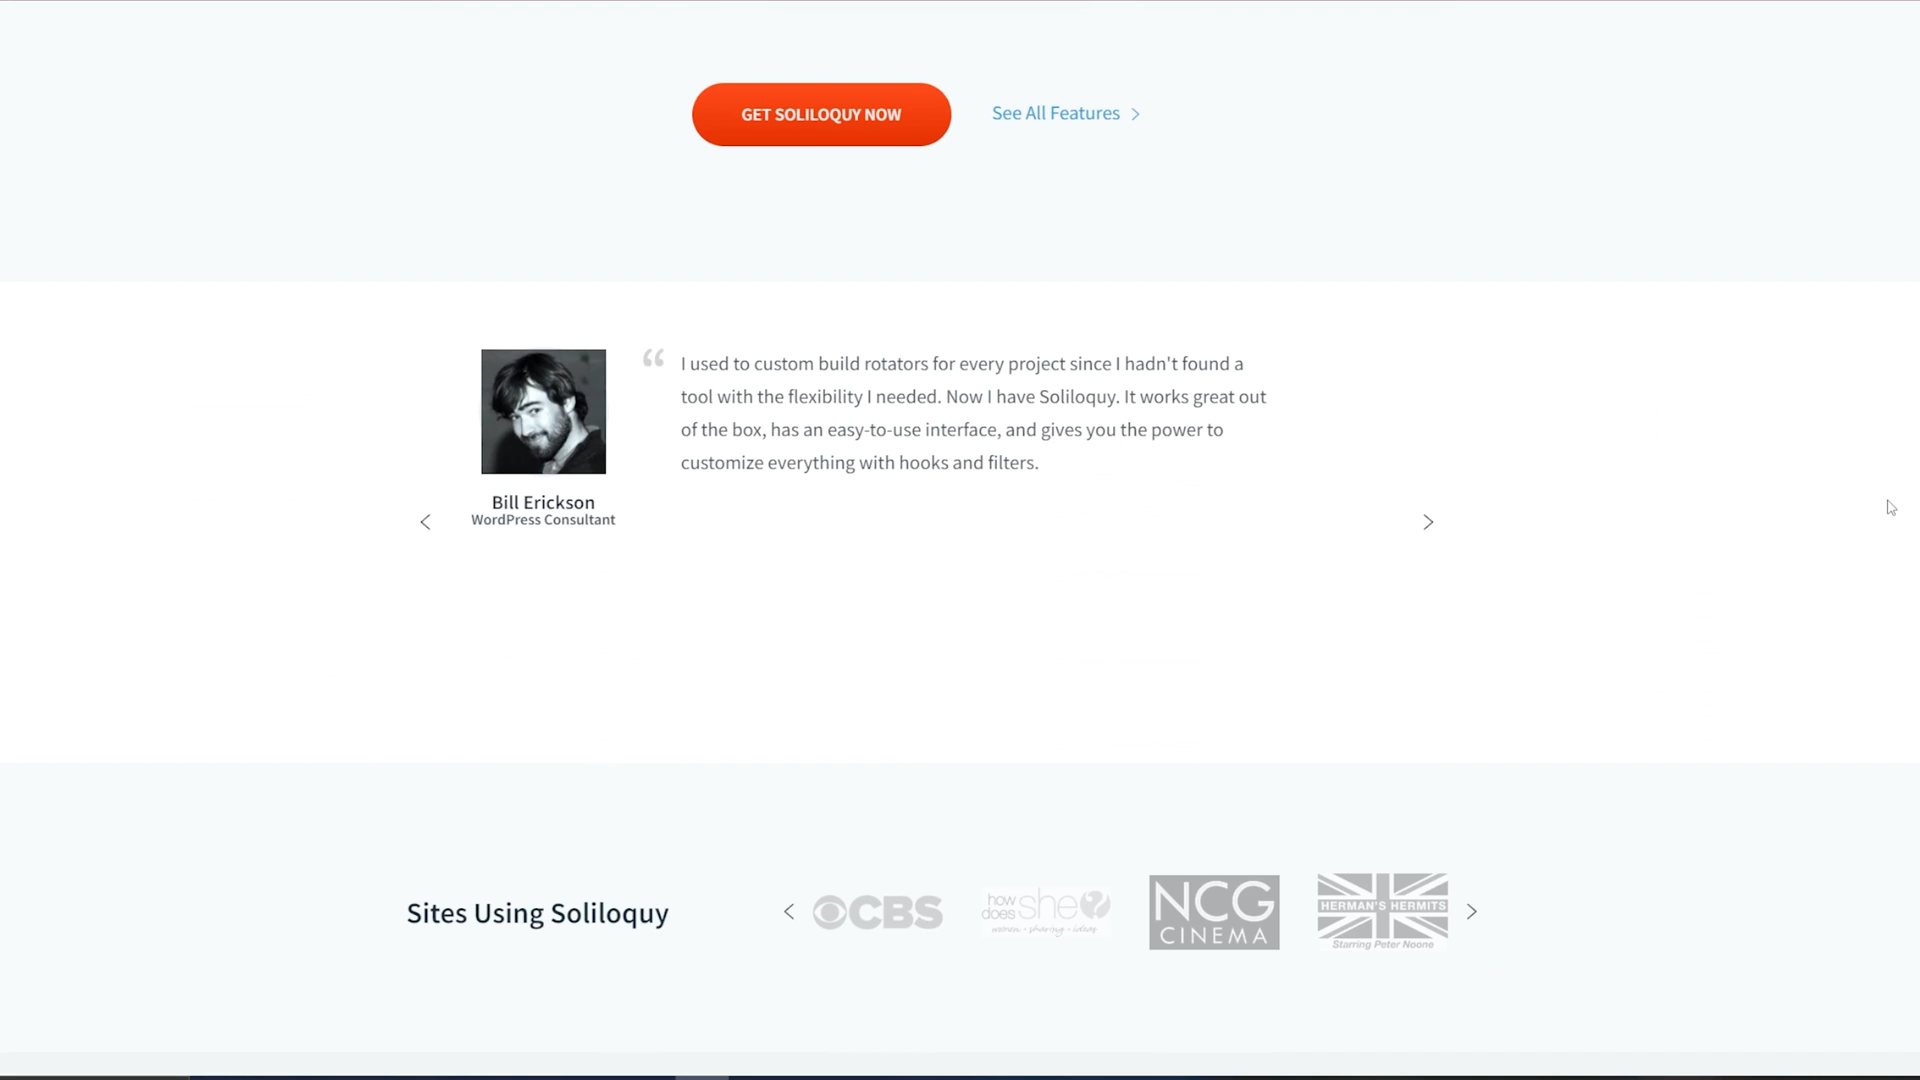 GET SOLILOQUY NOW
See All Features
“ I used to custom build rotators for every project since I hadn't found a
tool with the flexibility I needed. Now I have Soliloquy. It works great out
of the box, has an easy-to-use interface, and gives you the power to
customize everything with hooks and filters.
Bill Erickson
WordPress Consultant
Sites Using Soliloquy
CBS
how
does she
women • sharing • ideas
NCG
CINEMA
HERMAN'S HERMITS
Starring Peter Noone